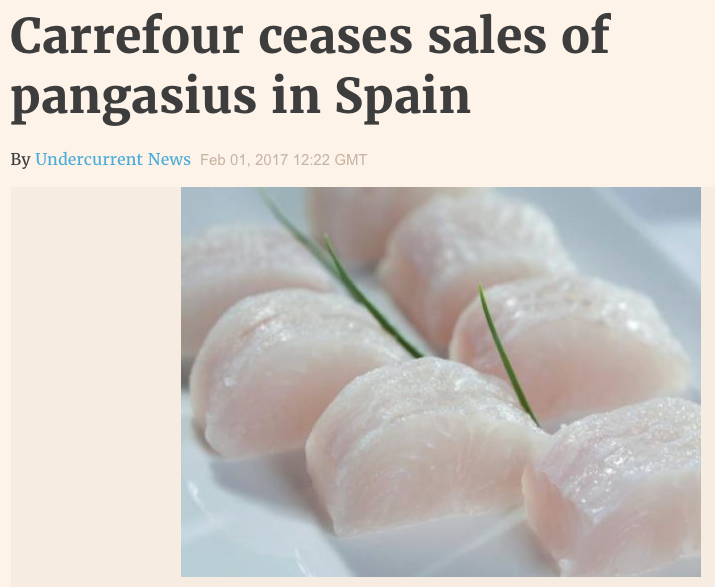 Carrefour ceases sales of
pangasius in Spain
By Undercurrent News Feb 01, 2017 12:22 GMT